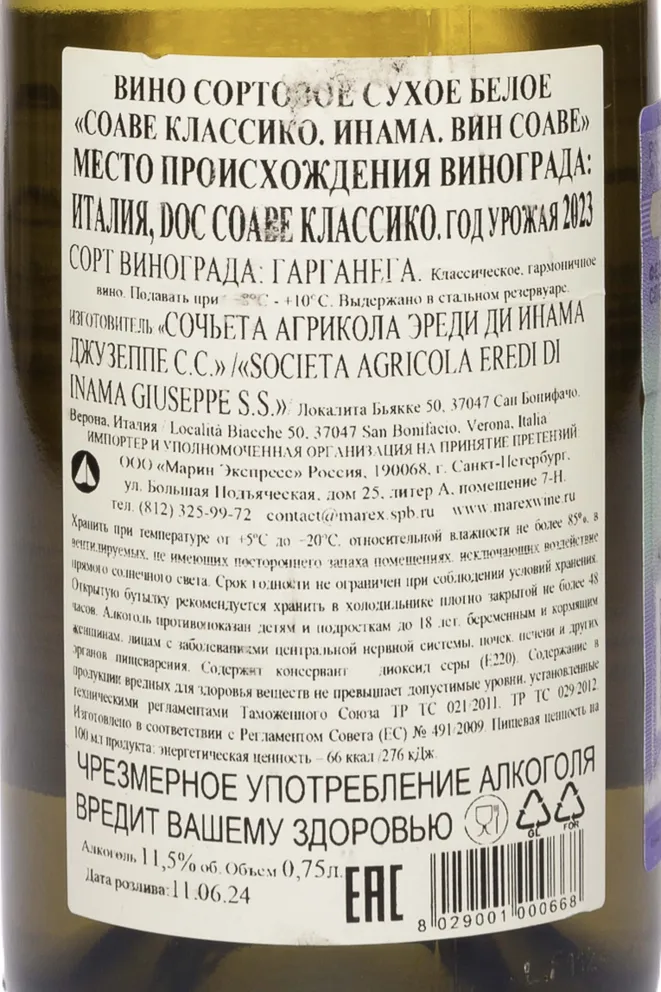 ВИНО СОРТОВОЕ СУХОЕ БЕЛОЕ
«СОАВЕ КЛАССИКО. ИНАМА. ВИН СОАВЕ»
МЕСТО ПРОИСХОЖДЕНИЯ ВИНОГРАДА:
ИТАЛИЯ, DOC СОАВЕ КЛАССИКО. ГОД УРОЖАЯ 2023
СОРТ ВИНОГРАДА: ГАРГАНЕГА. Классическое, гармоничное
вино. Подавать при - +10°С. Выдержано в стальном резервуаре.
ИЗГОТОВИТЕЛЬ «СОЧЬЕТА АГРИКОЛА ЭРЕДИ ДИ ИНАМА
ДЖУЗЕППЕ С.С.» /«SOCIETA AGRICOLA EREDI DI
INAMA GIUSEPPE S.S.». Локалита Бьякке 50, 37047 Сан Бонифачо,
Верона, Италия / Località Biacche 50, 37047 San Bonifacio, Verona, Italia
ИМПОРТЕР И УПОЛНОМОЧЕННАЯ ОРГАНИЗАЦИЯ НА ПРИНЯТИЕ ПРЕТЕНЗИЙ
ООО «Марин Экспресс» Россия, 190068, г. Санкт-Петербург,
ул. Большая Подъяческая, дом 25, литер А, помещение 7-Н.
тел. (812) 325-99-72 contact@marex.spb.ru www.marexwine.ru
Хранить при температуре от +5°С до +20°С, относительной влажности не более 85%, в
вентилируемых, не имеющих постороннего запаха помещениях, исключающих воздействие
прямого солнечного света. Срок годности не ограничен при соблюдении условий хранения.
Открытую бутылку рекомендуется хранить в холодильнике плотно закрытой не более 48
часов. Алкоголь противопоказан детям и подросткам до 18 лет, беременным и кормящим
женщинам, лицам с заболеваниями центральной нервной системы, почек, печени и других
органов пищеварения. Содержит консервант диоксид серы (Е220). Содержание в
продукции вредных для здоровья веществ не превышает допустимые уровни, установленные
техническими регламентами Таможенного Союза ТР ТС 021/2011, ТР ТС 029/2012.
Изготовлено в соответствии с Регламентом Совета (ЕС) № 491/2009. Пищевая ценность на
100 мл продукта: энергетическая ценность – 66 ккал/276 кДж.
ЧРЕЗМЕРНОЕ УПОТРЕБЛЕНИЕ АЛКОГОЛЯ
ВРЕДИТ ВАШЕМУ ЗДОРОВЬЮ
GL FOR
Алкоголь 11,5% об. Объем 0,75л.
Дата розлива: 11.06.24
EAC
8 029001 000668